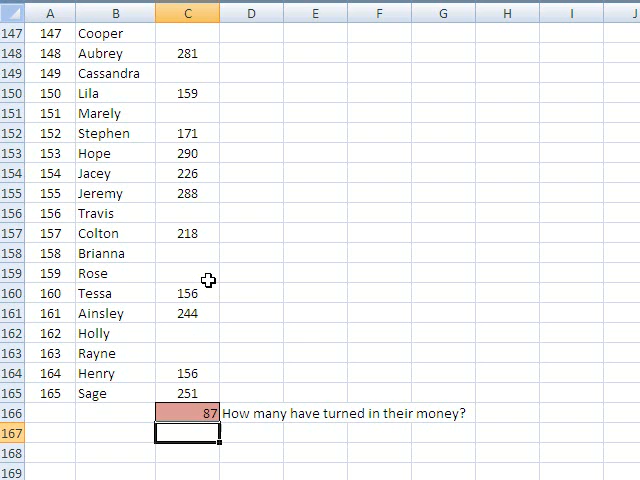 A B C D E F G H I J
147 147 Cooper
148 148 Aubrey 281
149 149 Cassandra
150 150 Lila 159
151 151 Marely
152 152 Stephen 171
153 153 Hope 290
154 154 Jacey 226
155 155 Jeremy 288
156 156 Travis
157 157 Colton 218
158 158 Brianna
159 159 Rose
160 160 Tessa 156
161 161 Ainsley 244
162 162 Holly
163 163 Rayne
164 164 Henry 156
165 165 Sage 251
166 87 How many have turned in their money?
167
168
169